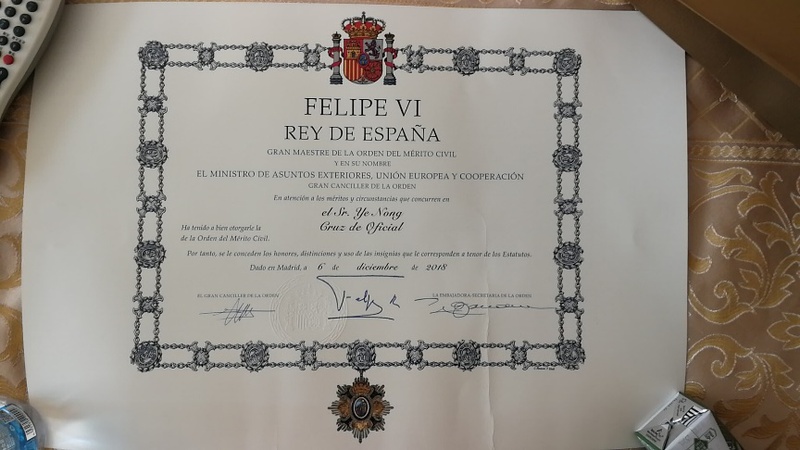 FELIPE VI
REY DE ESPAÑA
GRAN MAESTRE DE LA ORDEN DEL MÉRITO CIVIL
Y EN SU NOMBRE
EL MINISTRO DE ASUNTOS EXTERIORES, UNIÓN EUROPEA Y COOPERACIÓN
GRAN CANCILLER DE LA ORDEN
En atención a los méritos y circunstancias que concurren en
el Sr. Ye Nong
Ha tenido a bien otorgarle la Cruz de Oficial
de la Orden del Mérito Civil.
Por tanto, se le conceden los honores, distinciones y uso de las insignias que le corresponden a tenor de los Estatutos.
Dado en Madrid, a 6 de diciembre de 2018
EL GRAN CANCILLER DE LA ORDEN
LA EMBAJADORA-SECRETARIA DE LA ORDEN